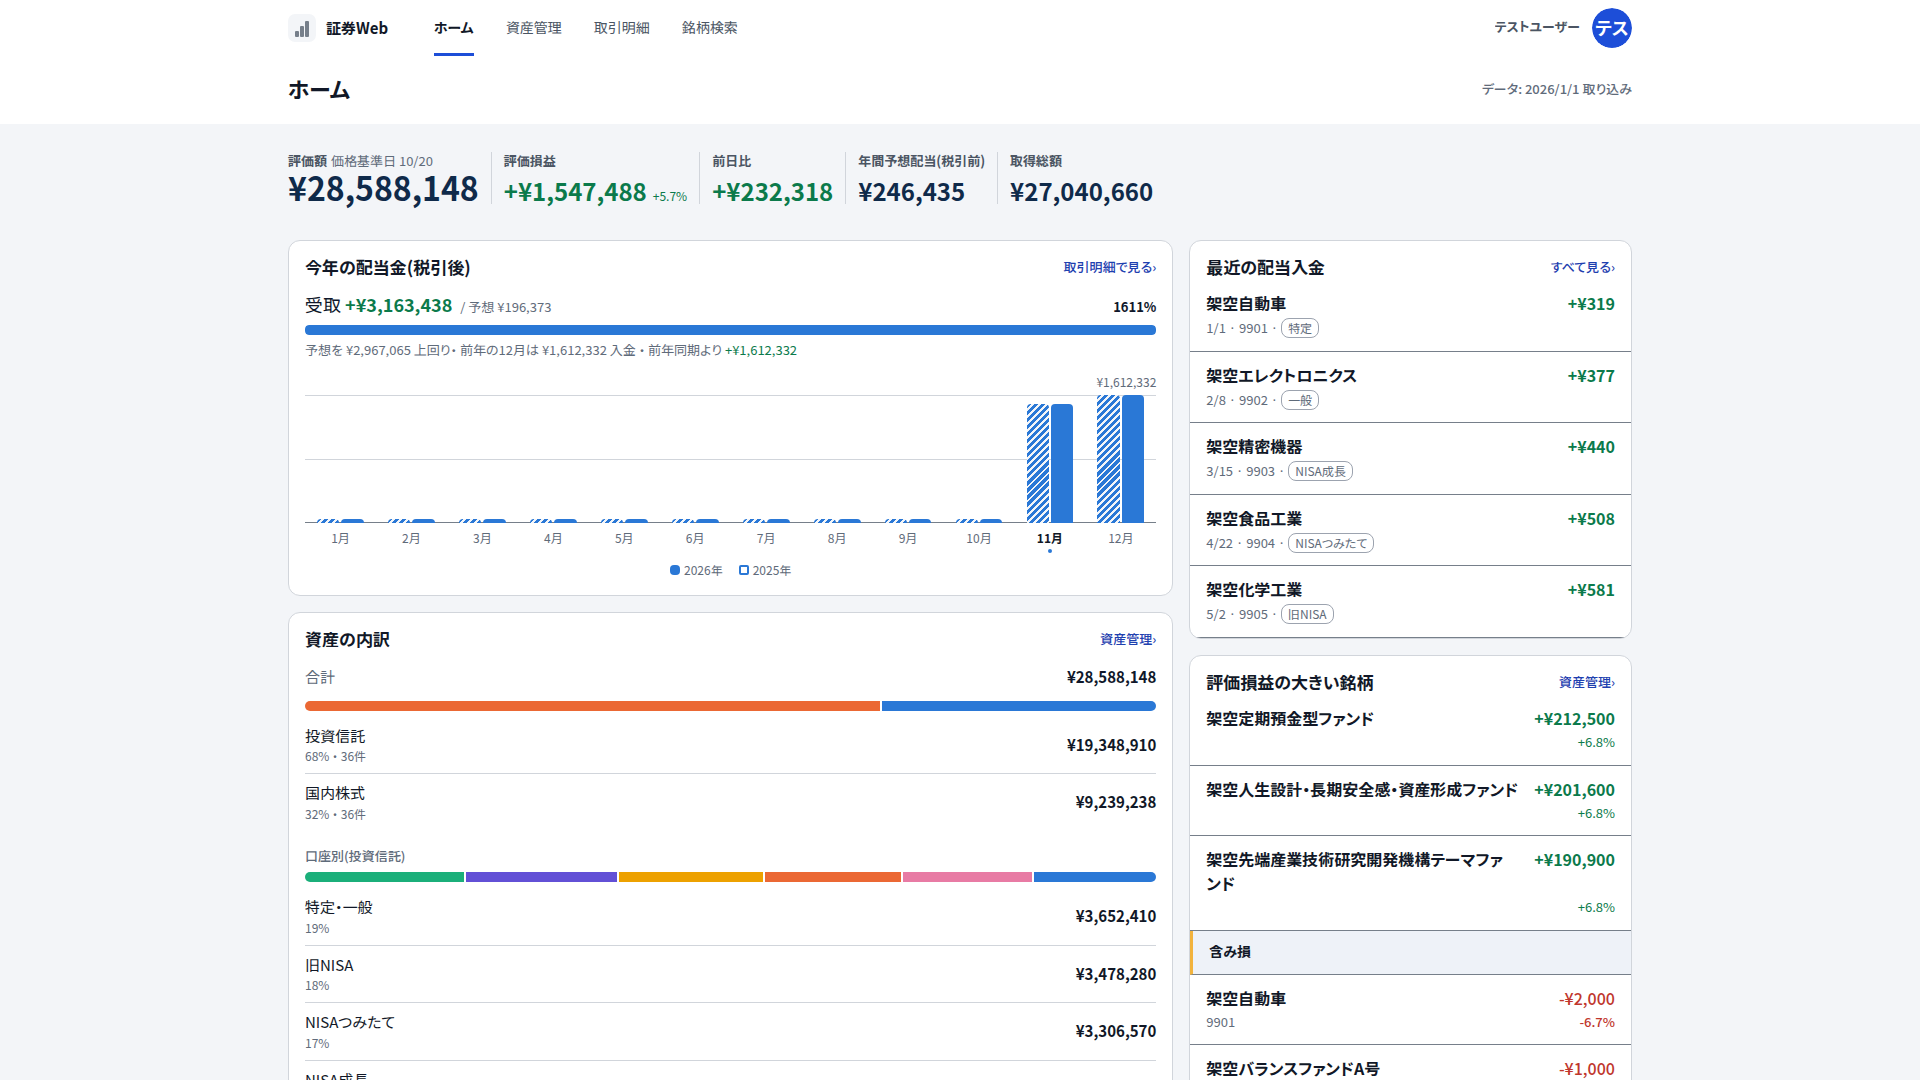 証券Web
ホーム
資産管理
取引明細
銘柄検索
テストユーザー
テス
ホーム
データ: 2026/1/1 取り込み
評価額 価格基準日 10/20
¥28,588,148
評価損益
+¥1,547,488 +5.7%
前日比
+¥232,318
年間予想配当(税引前)
¥246,435
取得総額
¥27,040,660
今年の配当金(税引後)
取引明細で見る›
受取 +¥3,163,438 / 予想 ¥196,373
1611%
予想を ¥2,967,065 上回り・前年の12月は ¥1,612,332 入金・前年同期より+¥1,612,332
¥1,612,332
1月 2月 3月 4月 5月 6月 7月 8月 9月 10月 11月 12月
2026年 2025年
資産の内訳
資産管理›
合計
¥28,588,148
投資信託
68%・36件
¥19,348,910
国内株式
32%・36件
¥9,239,238
口座別(投資信託)
特定・一般
19%
¥3,652,410
旧NISA
18%
¥3,478,280
NISAつみたて
17%
¥3,306,570
NISA成長
最近の配当入金
すべて見る›
架空自動車
+¥319
1/1 · 9901 · 特定
架空エレクトロニクス
+¥377
2/8 · 9902 · 一般
架空精密機器
+¥440
3/15 · 9903 · NISA成長
架空食品工業
+¥508
4/22 · 9904 · NISAつみたて
架空化学工業
+¥581
5/2 · 9905 · 旧NISA
評価損益の大きい銘柄
資産管理›
架空定期預金型ファンド
+¥212,500
+6.8%
架空人生設計・長期安全感・資産形成ファンド
+¥201,600
+6.8%
架空先端産業技術研究開発機構テーマファ
ンド
+¥190,900
+6.8%
含み損
架空自動車
-¥2,000
9901
-6.7%
架空バランスファンドA号
-¥1,000